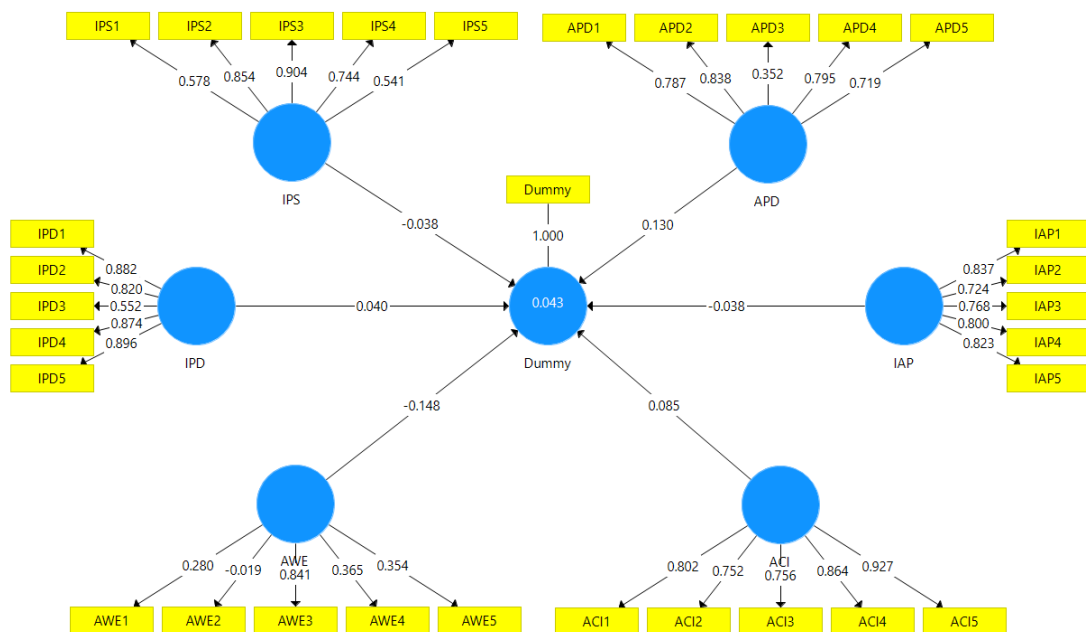 IPS1 IPS2 IPS3 IPS4 IPS5
APD1 APD2 APD3 APD4 APD5
0.578 0.854 0.904 0.744 0.541
0.787 0.838 0.352 0.795 0.719
IPS
APD
Dummy
1.000
-0.038
0.130
IPD1
IPD2
IPD3
IPD4
IPD5
0.882
0.820
0.552
0.874
0.896
IPD
0.040
0.043
Dummy
-0.038
IAP
0.837
0.724
0.768
0.800
0.823
IAP1
IAP2
IAP3
IAP4
IAP5
-0.148
0.085
AWE
0.280 -0.019 0.841 0.365 0.354
AWE1 AWE2 AWE3 AWE4 AWE5
ACI
0.802 0.752 0.756 0.864 0.927
ACI1 ACI2 ACI3 ACI4 ACI5